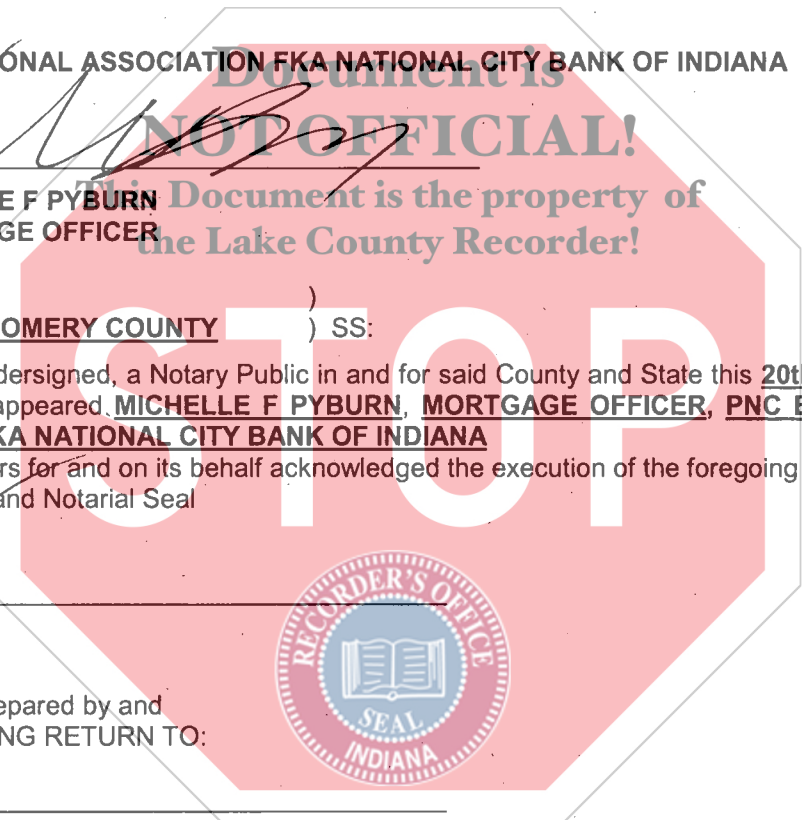 ONAL ASSOCIATION FKA NATIONAL CITY BANK OF INDIANA
Document is
NOT OFFICIAL!
This Document is the property of
the Lake County Recorder!
E F PYBURN
GE OFFICER
)
OMERY COUNTY ) SS:
dersigned, a Notary Public in and for said County and State this 20th
appeared, MICHELLE F PYBURN, MORTGAGE OFFICER, PNC B
KA NATIONAL CITY BANK OF INDIANA
rs for and on its behalf acknowledged the execution of the foregoing
and Notarial Seal
STOP
RECORDER'S OFFICE
SEAL
INDIANA
epared by and
NG RETURN TO: